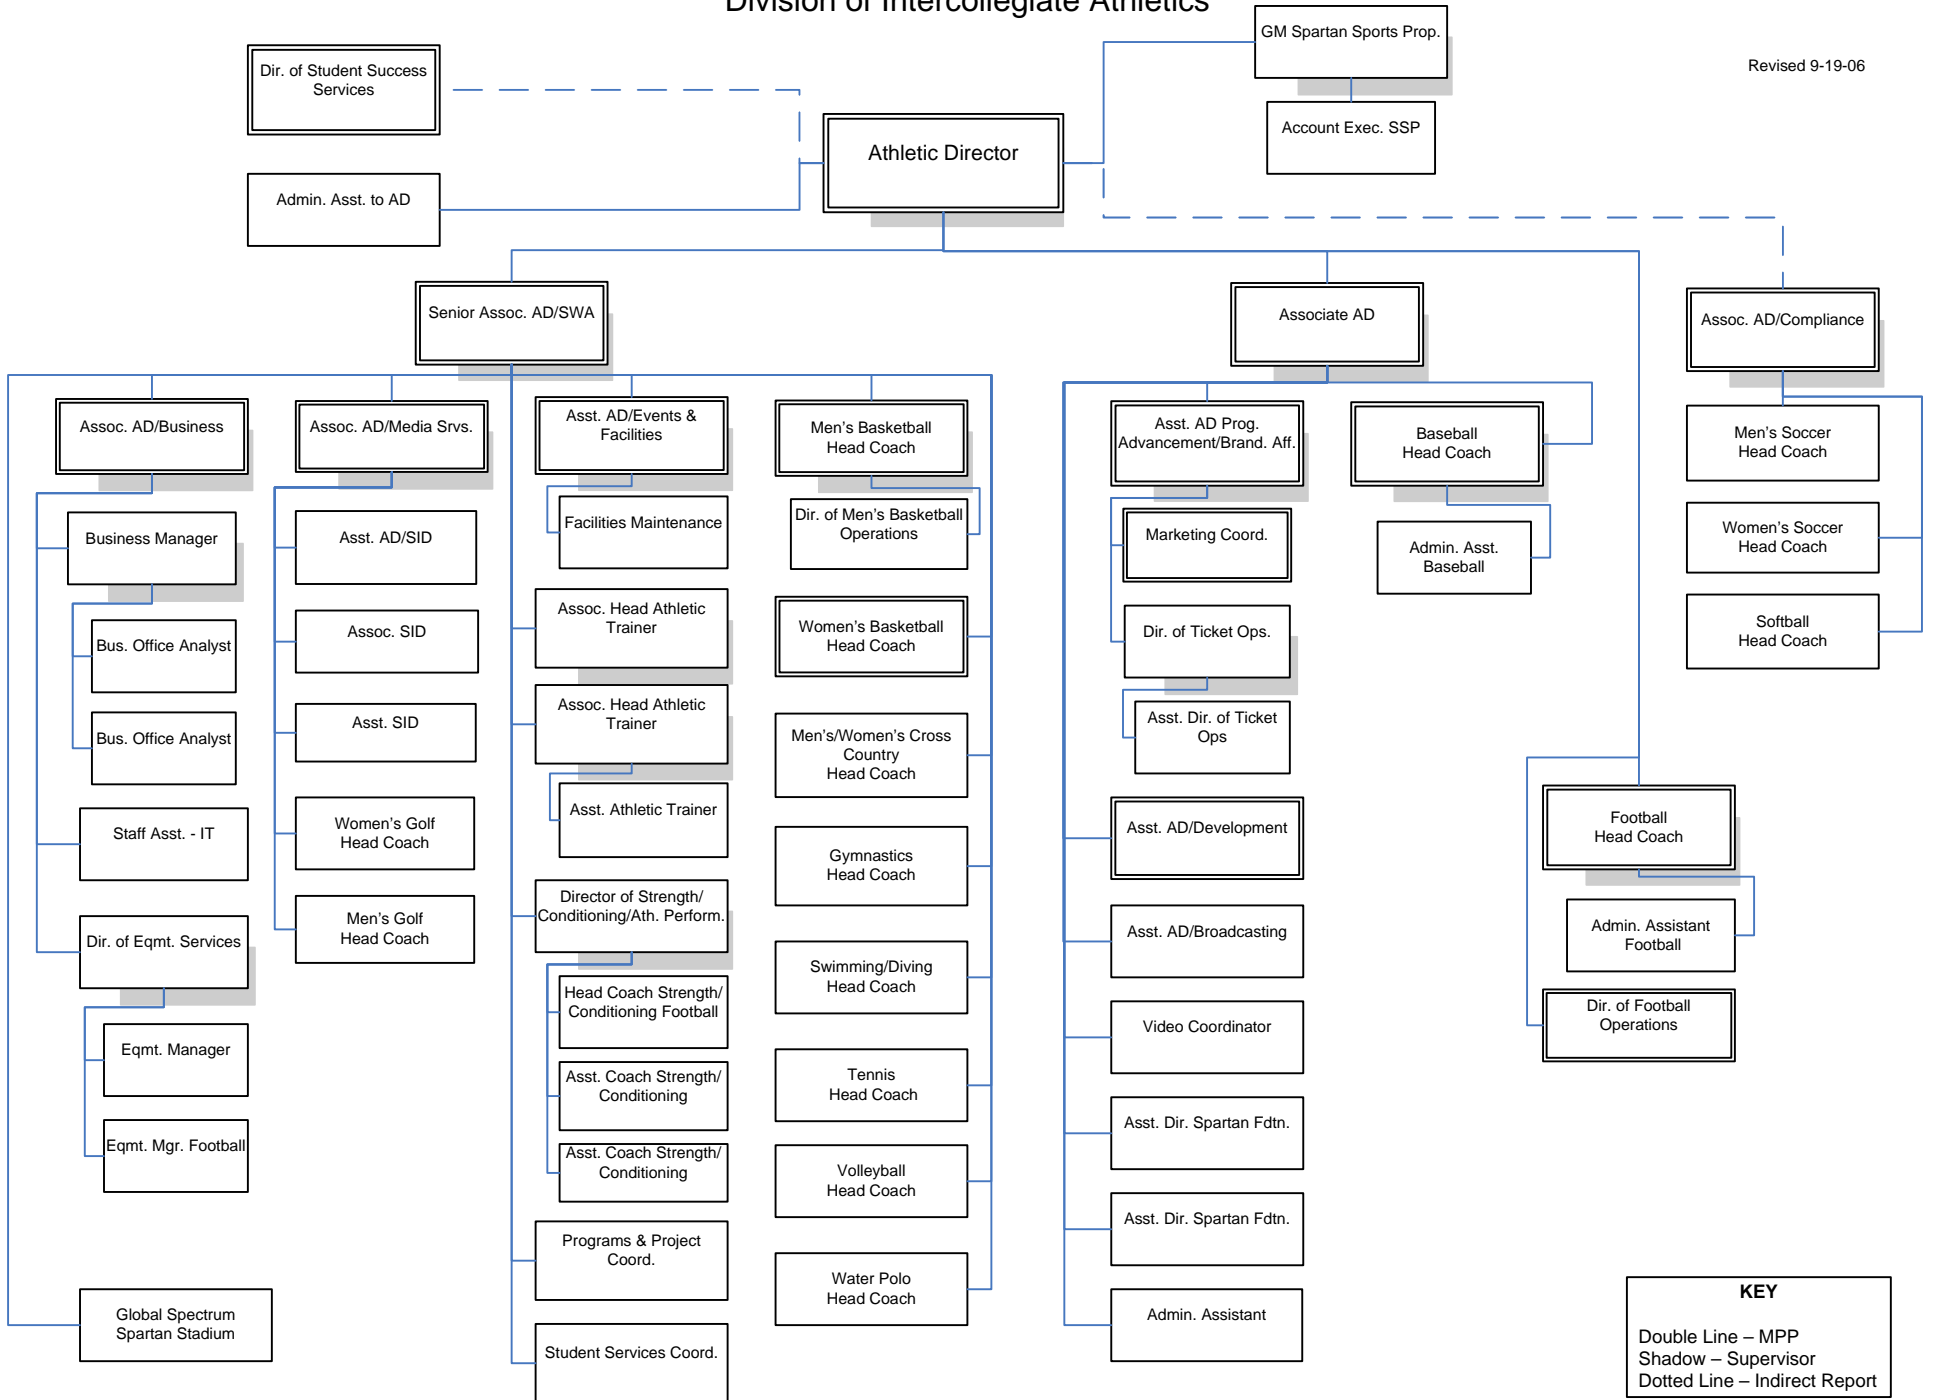 Division of Intercollegiate Athletics
GM Spartan Sports Prop.
Revised 9-19-06
Dir. of Student Success
Services
Account Exec. SSP
Athletic Director
Admin. Asst. to AD
Senior Assoc. AD/SWA
Associate AD
Assoc. AD/Compliance
Assoc. AD/Business
Business Manager
Bus. Office Analyst
Bus. Office Analyst
Staff Asst. - IT
Dir. of Eqmt. Services
Eqmt. Manager
Eqmt. Mgr. Football
Global Spectrum
Spartan Stadium
Assoc. AD/Media Srvs.
Asst. AD/SID
Assoc. SID
Asst. SID
Women's Golf
Head Coach
Men's Golf
Head Coach
Asst. AD/Events &
Facilities
Facilities Maintenance
Assoc. Head Athletic
Trainer
Assoc. Head Athletic
Trainer
Asst. Athletic Trainer
Director of Strength/
Conditioning/Ath. Perform.
Head Coach Strength/
Conditioning Football
Asst. Coach Strength/
Conditioning
Asst. Coach Strength/
Conditioning
Programs & Project
Coord.
Student Services Coord.
Men's Basketball
Head Coach
Dir. of Men's Basketball
Operations
Women's Basketball
Head Coach
Men's/Women's Cross
Country
Head Coach
Gymnastics
Head Coach
Swimming/Diving
Head Coach
Tennis
Head Coach
Volleyball
Head Coach
Water Polo
Head Coach
Asst. AD Prog.
Advancement/Brand. Aff.
Marketing Coord.
Dir. of Ticket Ops.
Asst. Dir. of Ticket
Ops
Asst. AD/Development
Asst. AD/Broadcasting
Video Coordinator
Asst. Dir. Spartan Fdtn.
Asst. Dir. Spartan Fdtn.
Admin. Assistant
Baseball
Head Coach
Admin. Asst.
Baseball
Football
Head Coach
Admin. Assistant
Football
Dir. of Football
Operations
Men's Soccer
Head Coach
Women's Soccer
Head Coach
Softball
Head Coach
KEY
Double Line – MPP
Shadow – Supervisor
Dotted Line – Indirect Report